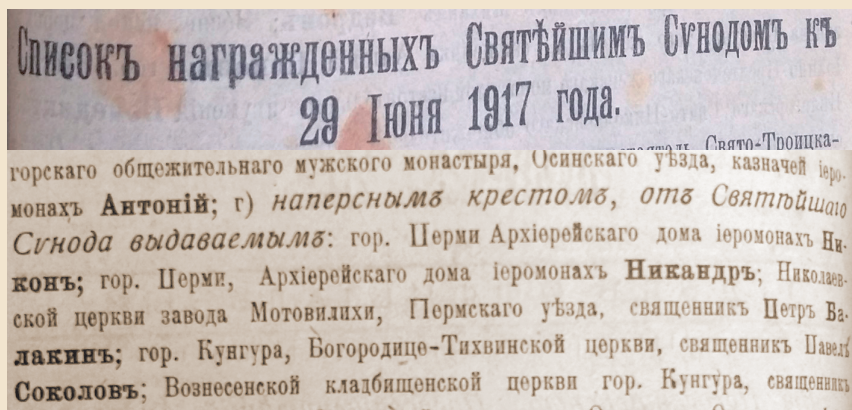 Списокъ награжденныхъ Святѣйшимъ Сѵнодомъ къ
29 Іюня 1917 года.
Свято-Троицка-
горскаго общежительнаго мужского монастыря, Осинскаго уѣзда, казначей іеро-
монахъ Антоній; г) наперснымъ крестомъ, отъ Святѣйшаго
Сѵнода выдаваемымъ: гор. Перми Архіерейскаго дома іеромонахъ Ни-
конъ; гор. Перми, Архіерейскаго дома іеромонахъ Никандръ; Николаев-
ской церкви завода Мотовилихи, Пермскаго уѣзда, священникъ Петръ Ба-
лакинъ; гор. Кунгура, Богородице-Тихвинской церкви, священникъ Павелъ
Соколовъ; Вознесенской кладбищенской церкви гор. Кунгура, священникъ